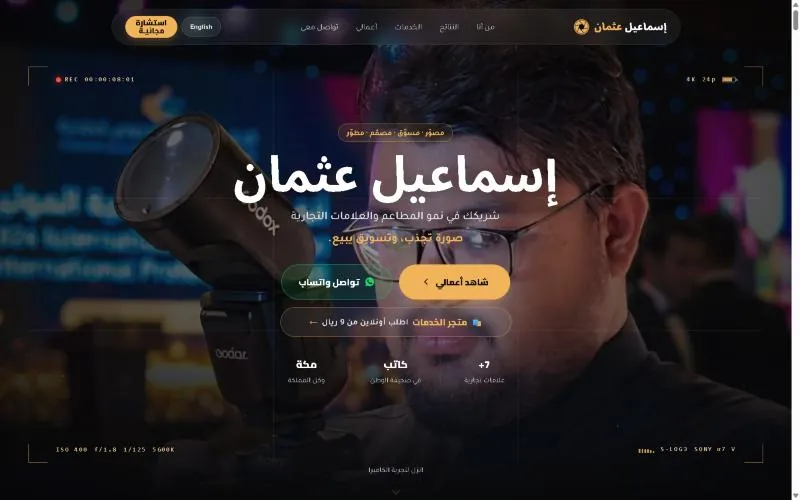 إسماعيل عثمان
من أنا
النتائج
الخدمات
أعمالي
تواصل معي
English
استشارة مجانية
REC 00:00:08:01
4K 24p
مصوّر · مسوّق · مصمّم · مطوّر
إسماعيل عثمان
شريكك في نمو المطاعم والعلامات التجارية
صورة تجذب، وتسويق يبيع.
شاهد أعمالي
تواصل واتساب
متجر الخدمات اطلب أونلاين من 9 ريال ←
+7
علامات تجارية
كاتب
في صحيفة الوطن
مكة
وكل المملكة
ISO 400 f/1.8 1/125 5600K
S-LOG3 SONY α7 V
انزل لتجربة الكاميرا
godox
Godox